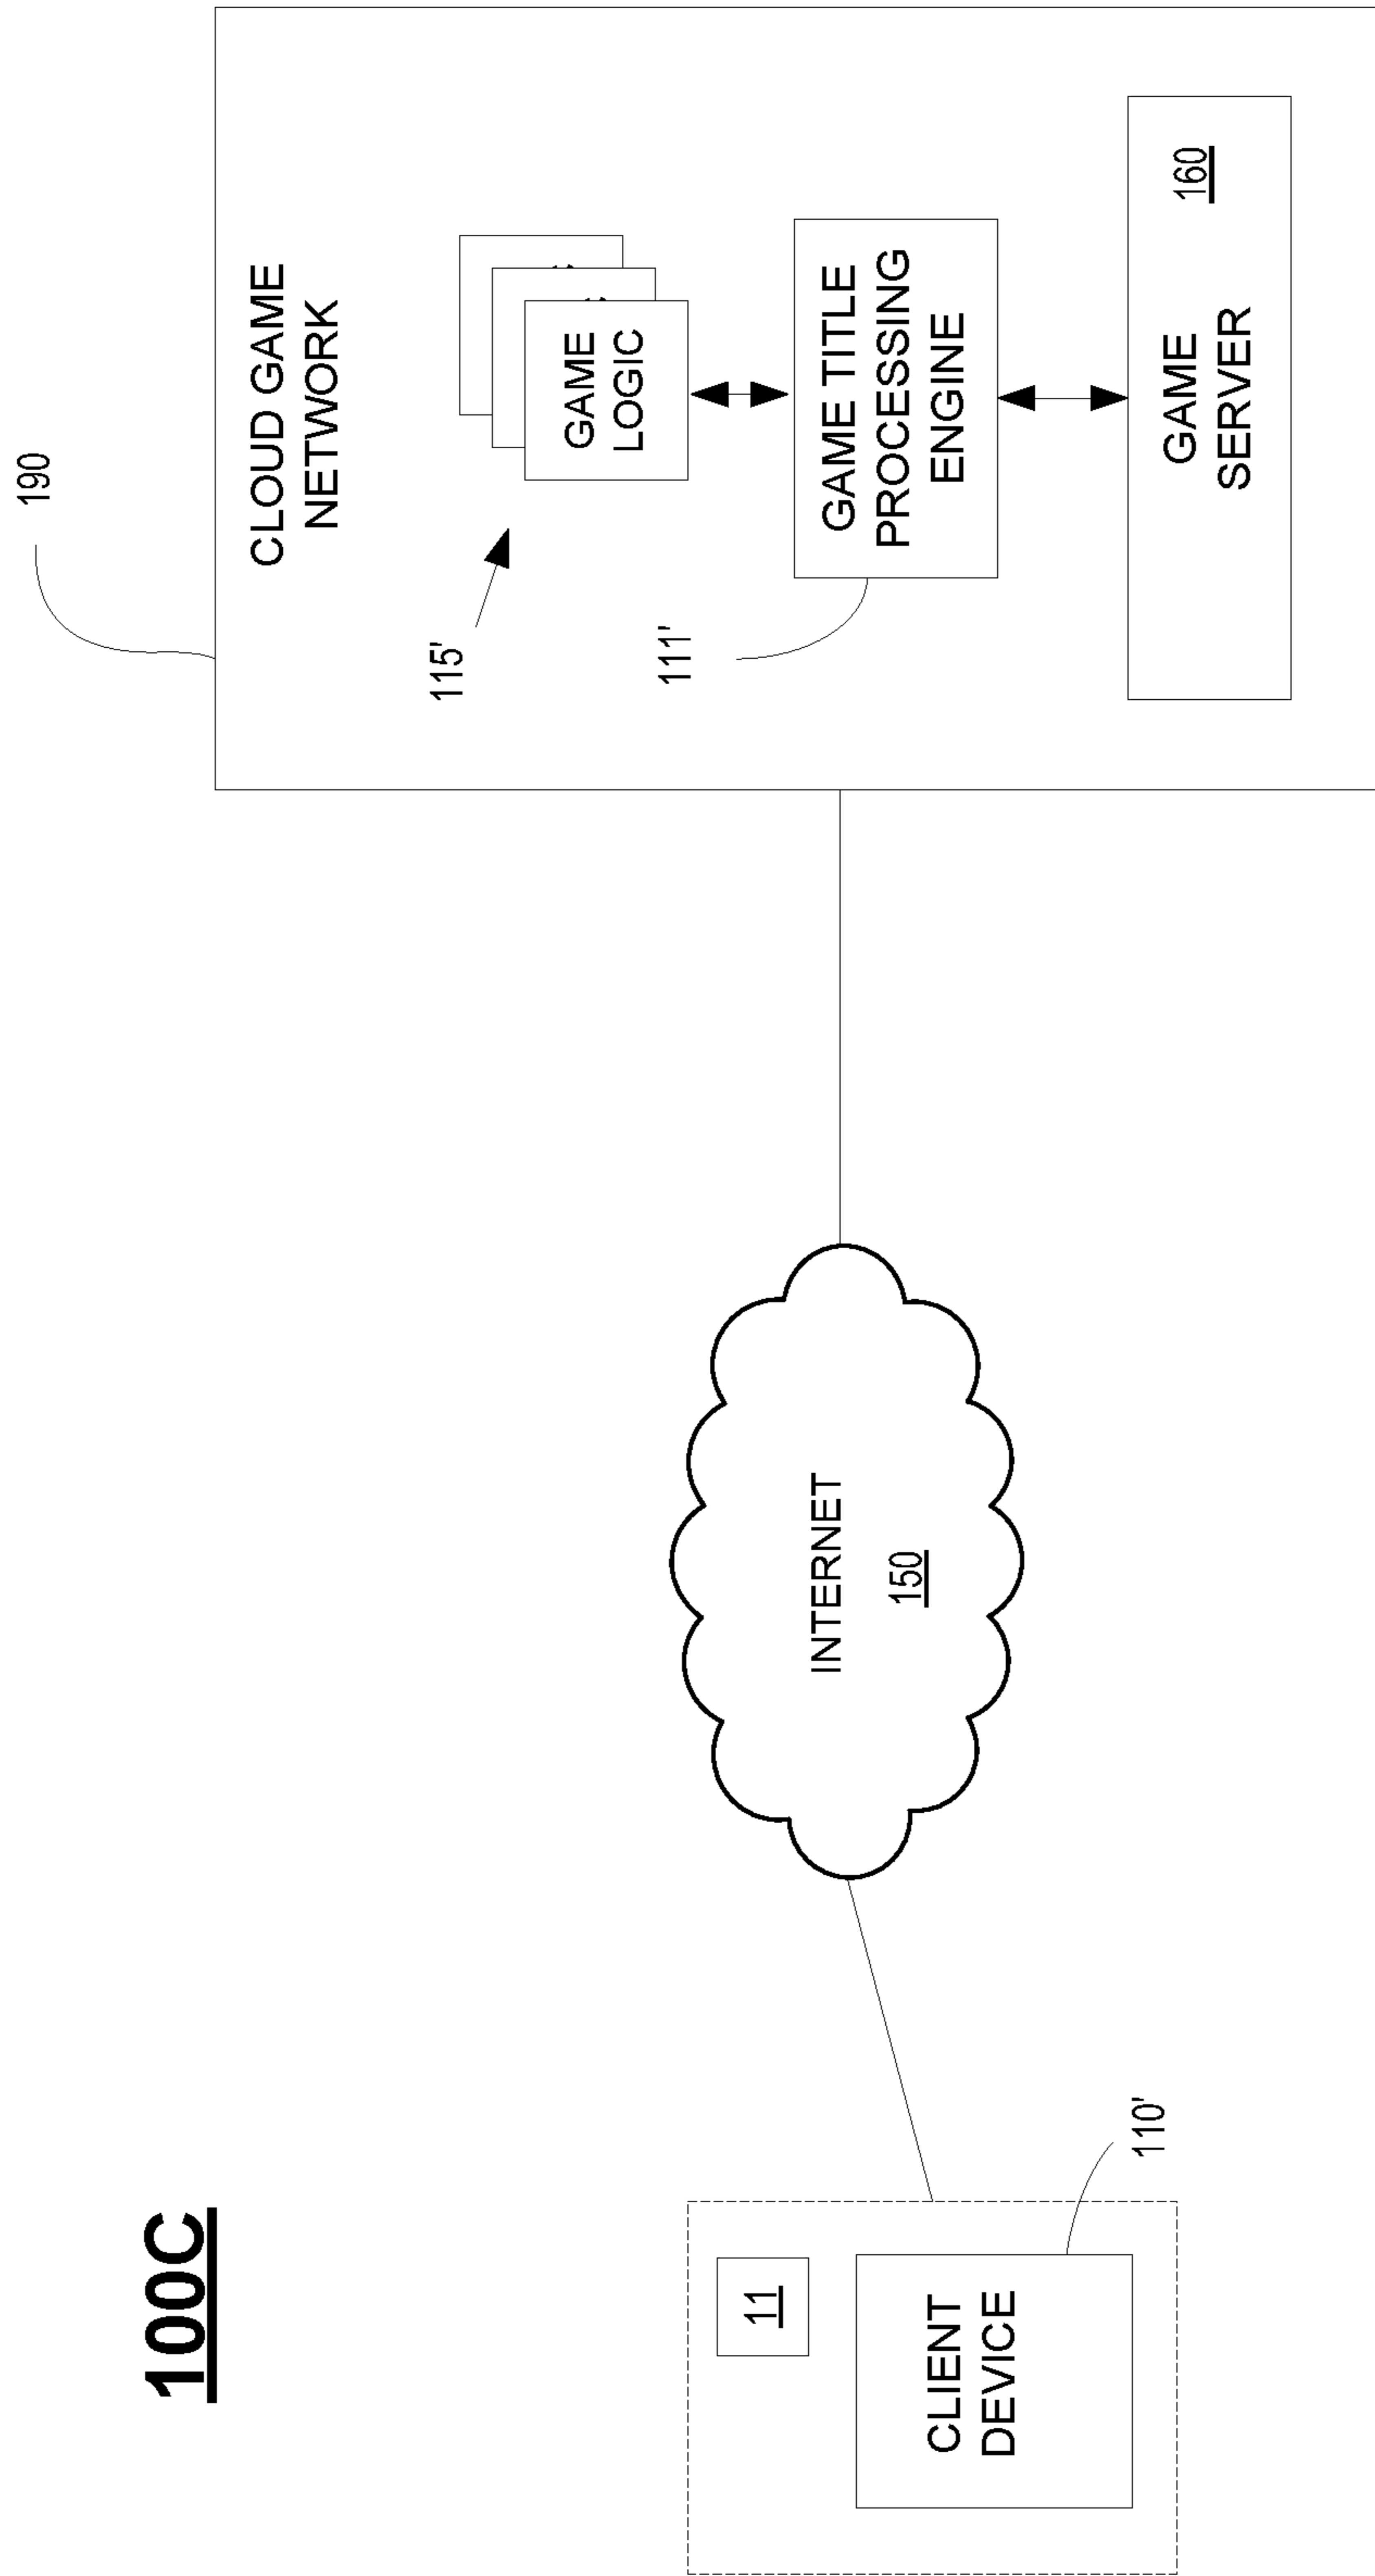 100C
190
CLOUD GAME
NETWORK
115'
GAME
LOGIC
111'
GAME TITLE
PROCESSING
ENGINE
GAME
SERVER
160
INTERNET
150
11
CLIENT
DEVICE
110'